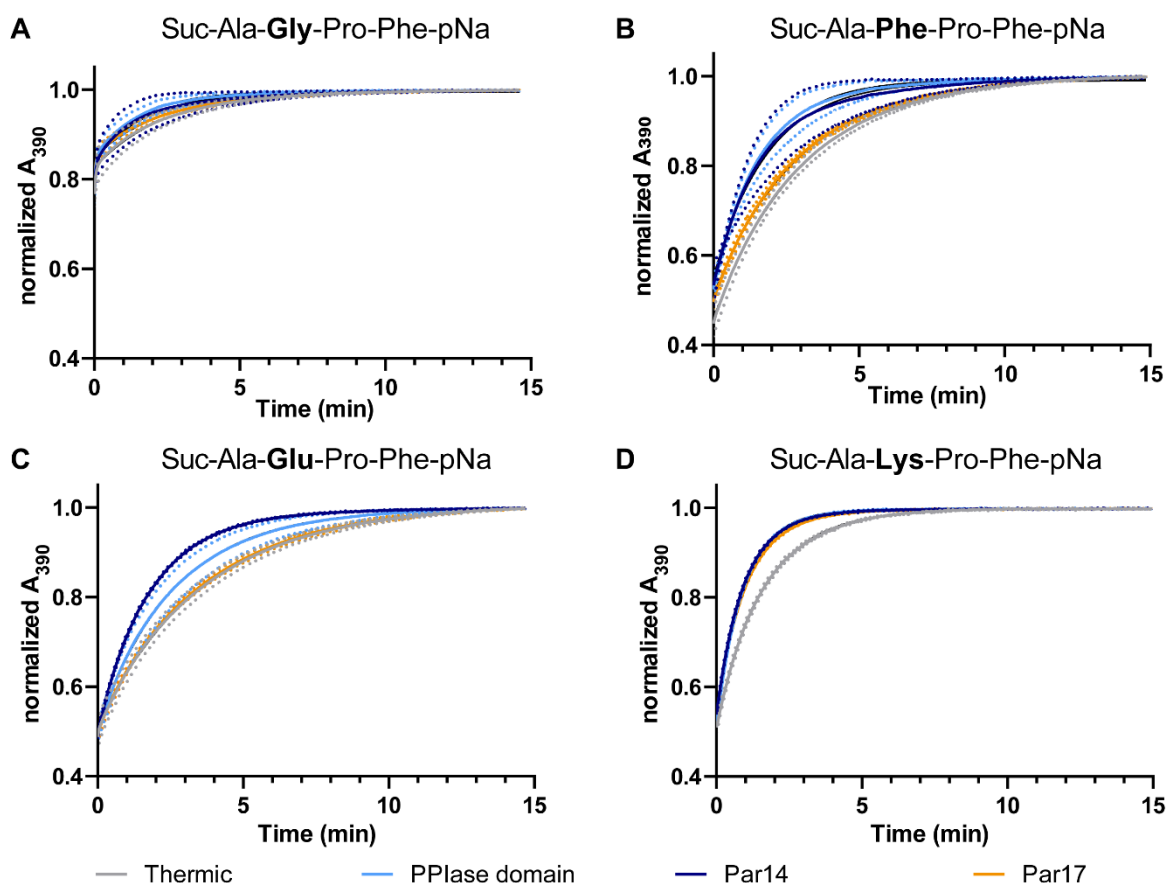 A Suc-Ala-Gly-Pro-Phe-pNa
normalized A390
1.0
0.8
0.6
0.4
0 5 10 15
Time (min)
B Suc-Ala-Phe-Pro-Phe-pNa
normalized A390
1.0
0.8
0.6
0.4
0 5 10 15
Time (min)
C Suc-Ala-Glu-Pro-Phe-pNa
normalized A390
1.0
0.8
0.6
0.4
0 5 10 15
Time (min)
D Suc-Ala-Lys-Pro-Phe-pNa
normalized A390
1.0
0.8
0.6
0.4
0 5 10 15
Time (min)
Thermic PPIase domain Par14 Par17